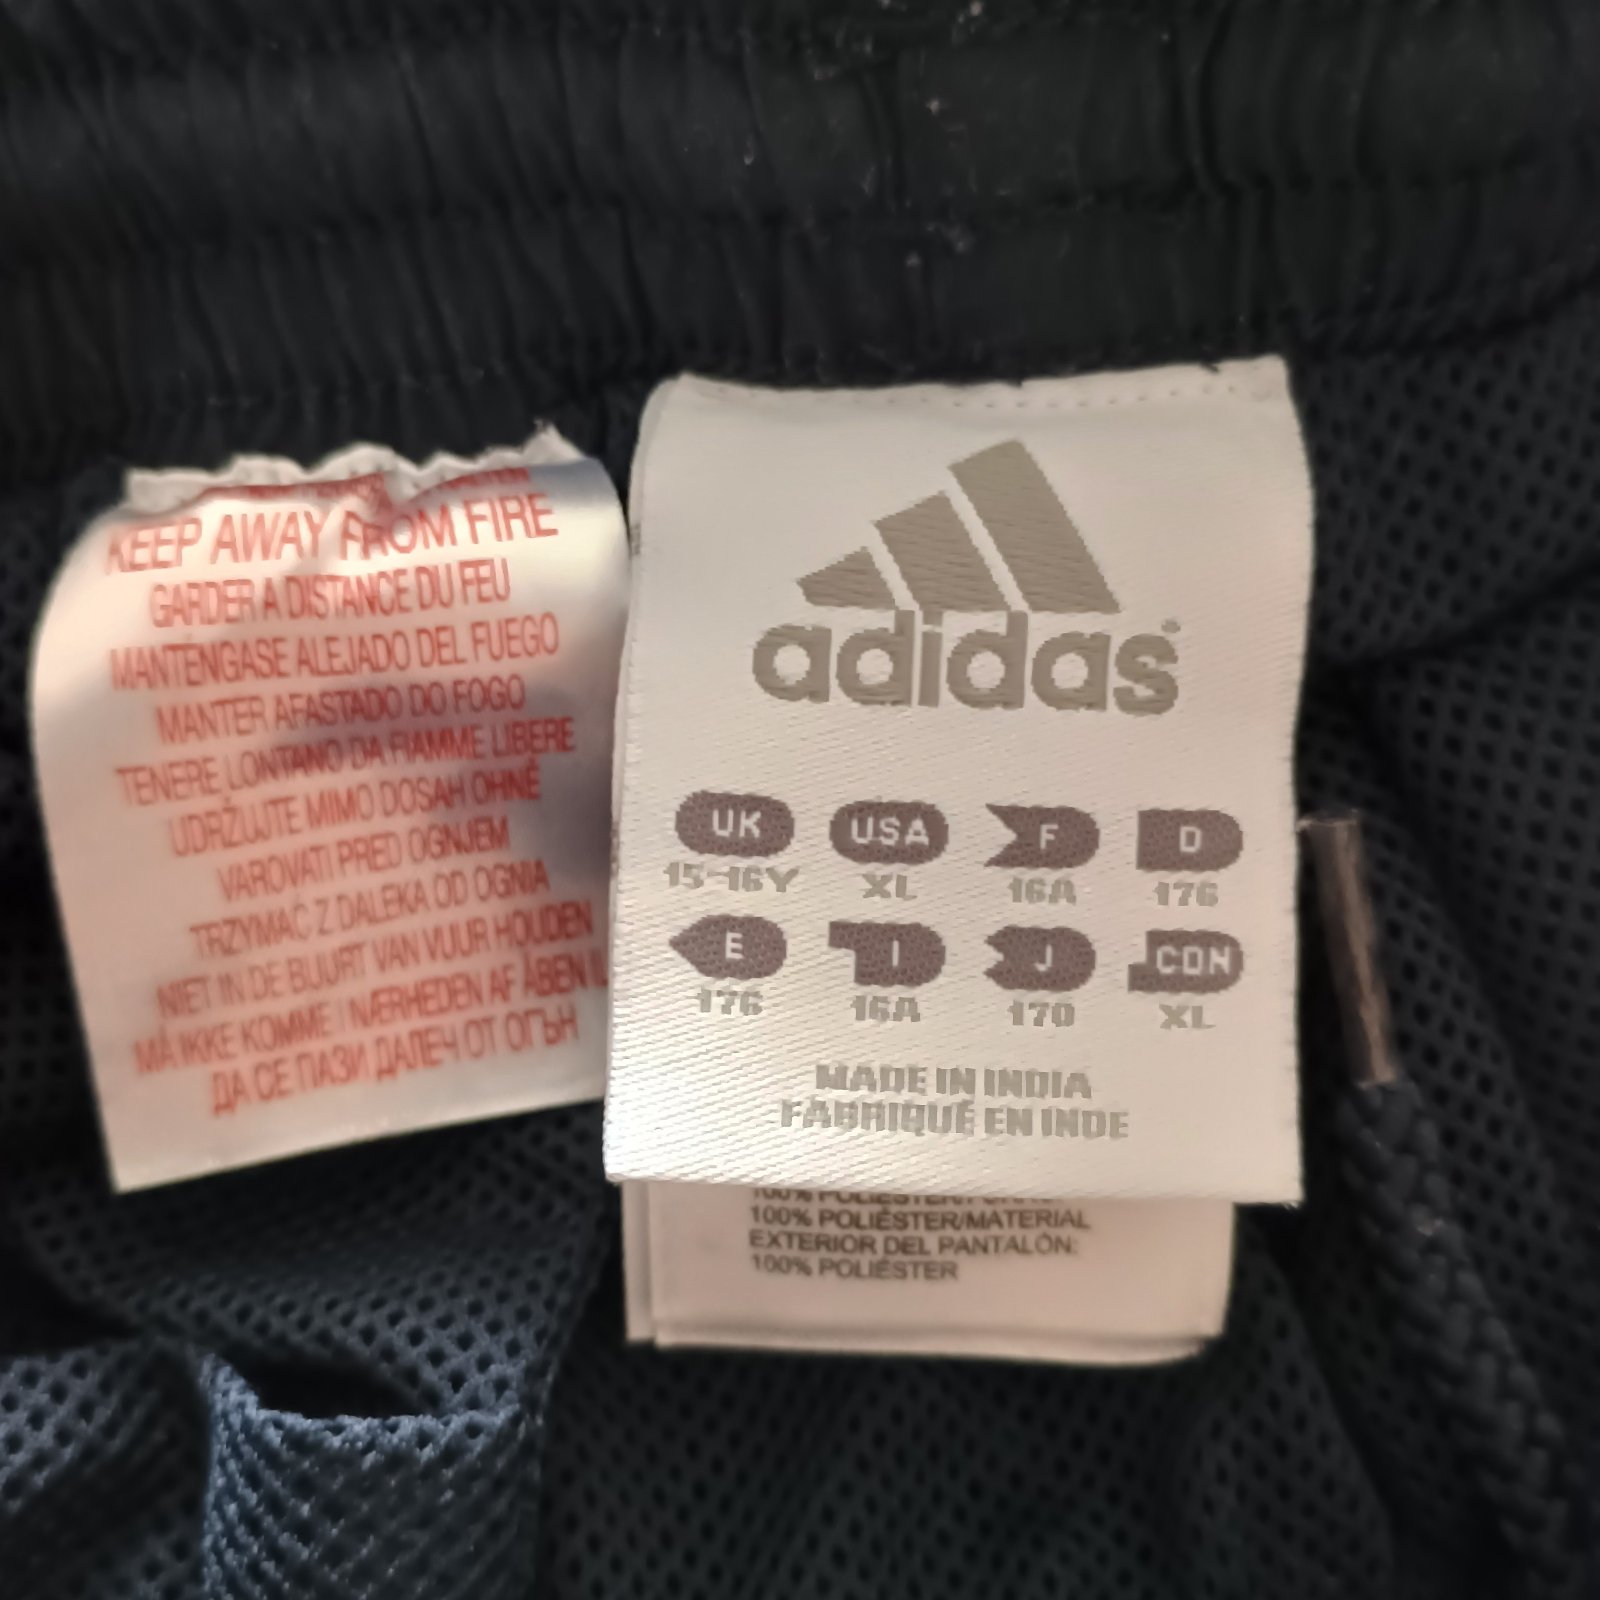 KEEP AWAY FROM FIRE
GARDER A DISTANCE DU FEU
MANTÉNGASE ALEJADO DEL FUEGO
MANTER AFASTADO DO FOGO
TENERE LONTANO DA FIAMME LIBERE
UDRŽUJTE MIMO DOSAH OHNĚ
VAROVATI PRED OGNJEM
TRZYMAĆ Z DALEKA OD OGNIA
NIET IN DE BUURT VAN VUUR HOUDEN
MÅ IKKE KOMME I NÆRHEDEN AF ÅBEN
ДА СЕ ПАЗИ ДАЛЕЧ ОТ ОГЪН
adidas®
UK USA F D
15-16Y XL 16A 176
E I J CDN
176 16A 170 XL
MADE IN INDIA
FABRIQUÉ EN INDE
100% POLIÉSTER/MATERIAL
EXTERIOR DEL PANTALÓN:
100% POLIÉSTER